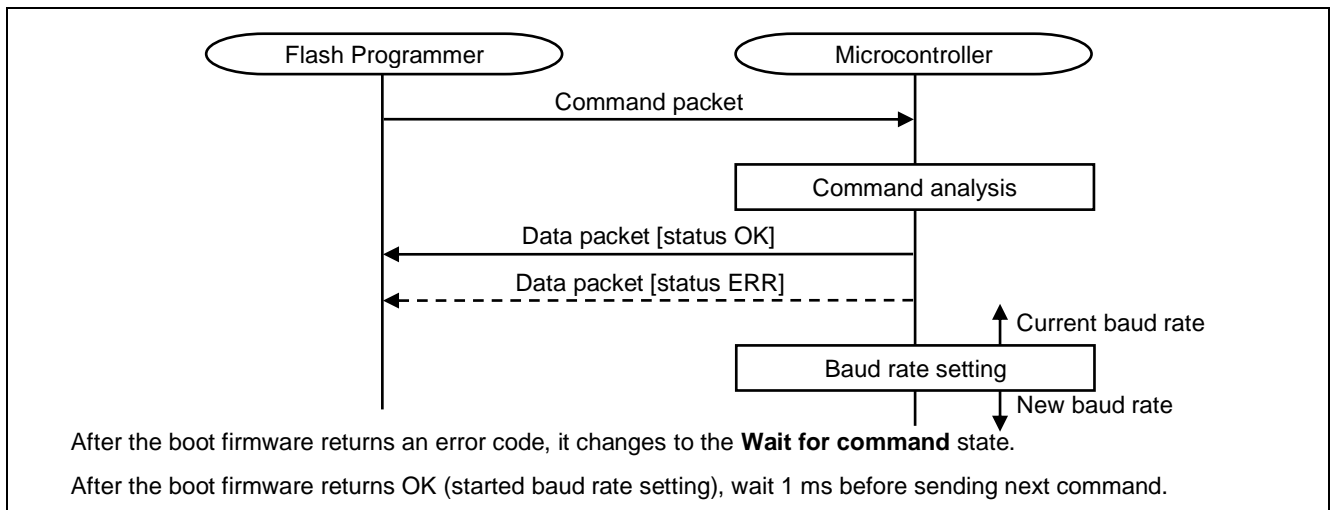 Flash Programmer
Microcontroller
Command packet
Command analysis
Data packet [status OK]
Data packet [status ERR]
Current baud rate
Baud rate setting
New baud rate
After the boot firmware returns an error code, it changes to the Wait for command state.
After the boot firmware returns OK (started baud rate setting), wait 1 ms before sending next command.